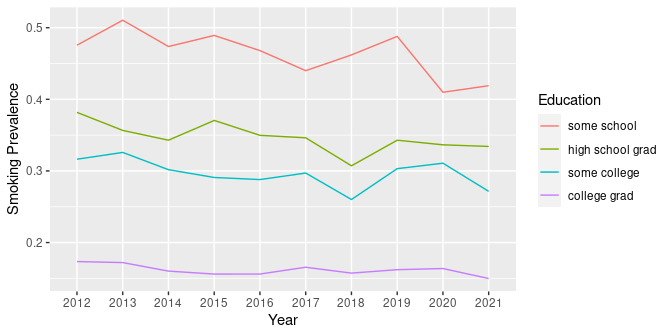 0.5
0.4
0.3
0.2
Smoking Prevalence
2012 2013 2014 2015 2016 2017 2018 2019 2020 2021
Year
Education
some school
high school grad
some college
college grad